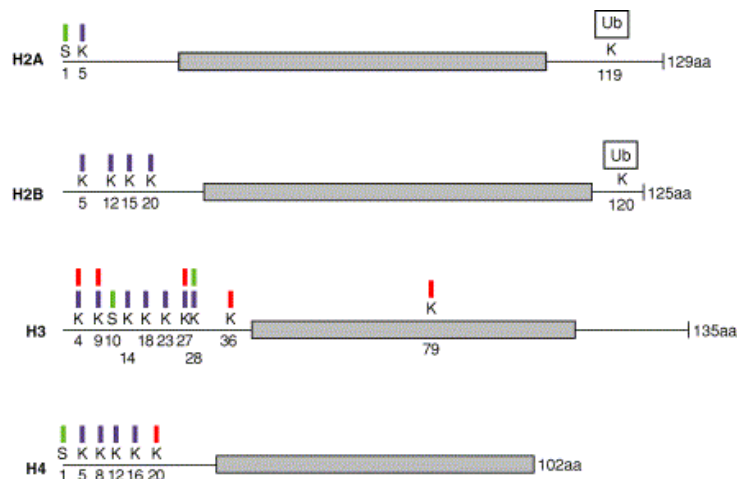 Ub
S K K
H2A
1 5 119 129aa
Ub
K K K K K
H2B
5 12 15 20 120 125aa
K
K K S K K K KK K
H3
4 9 10 18 23 27 36 79 135aa
14 28
S K K K K K
H4 102aa
1 5 8 12 16 20